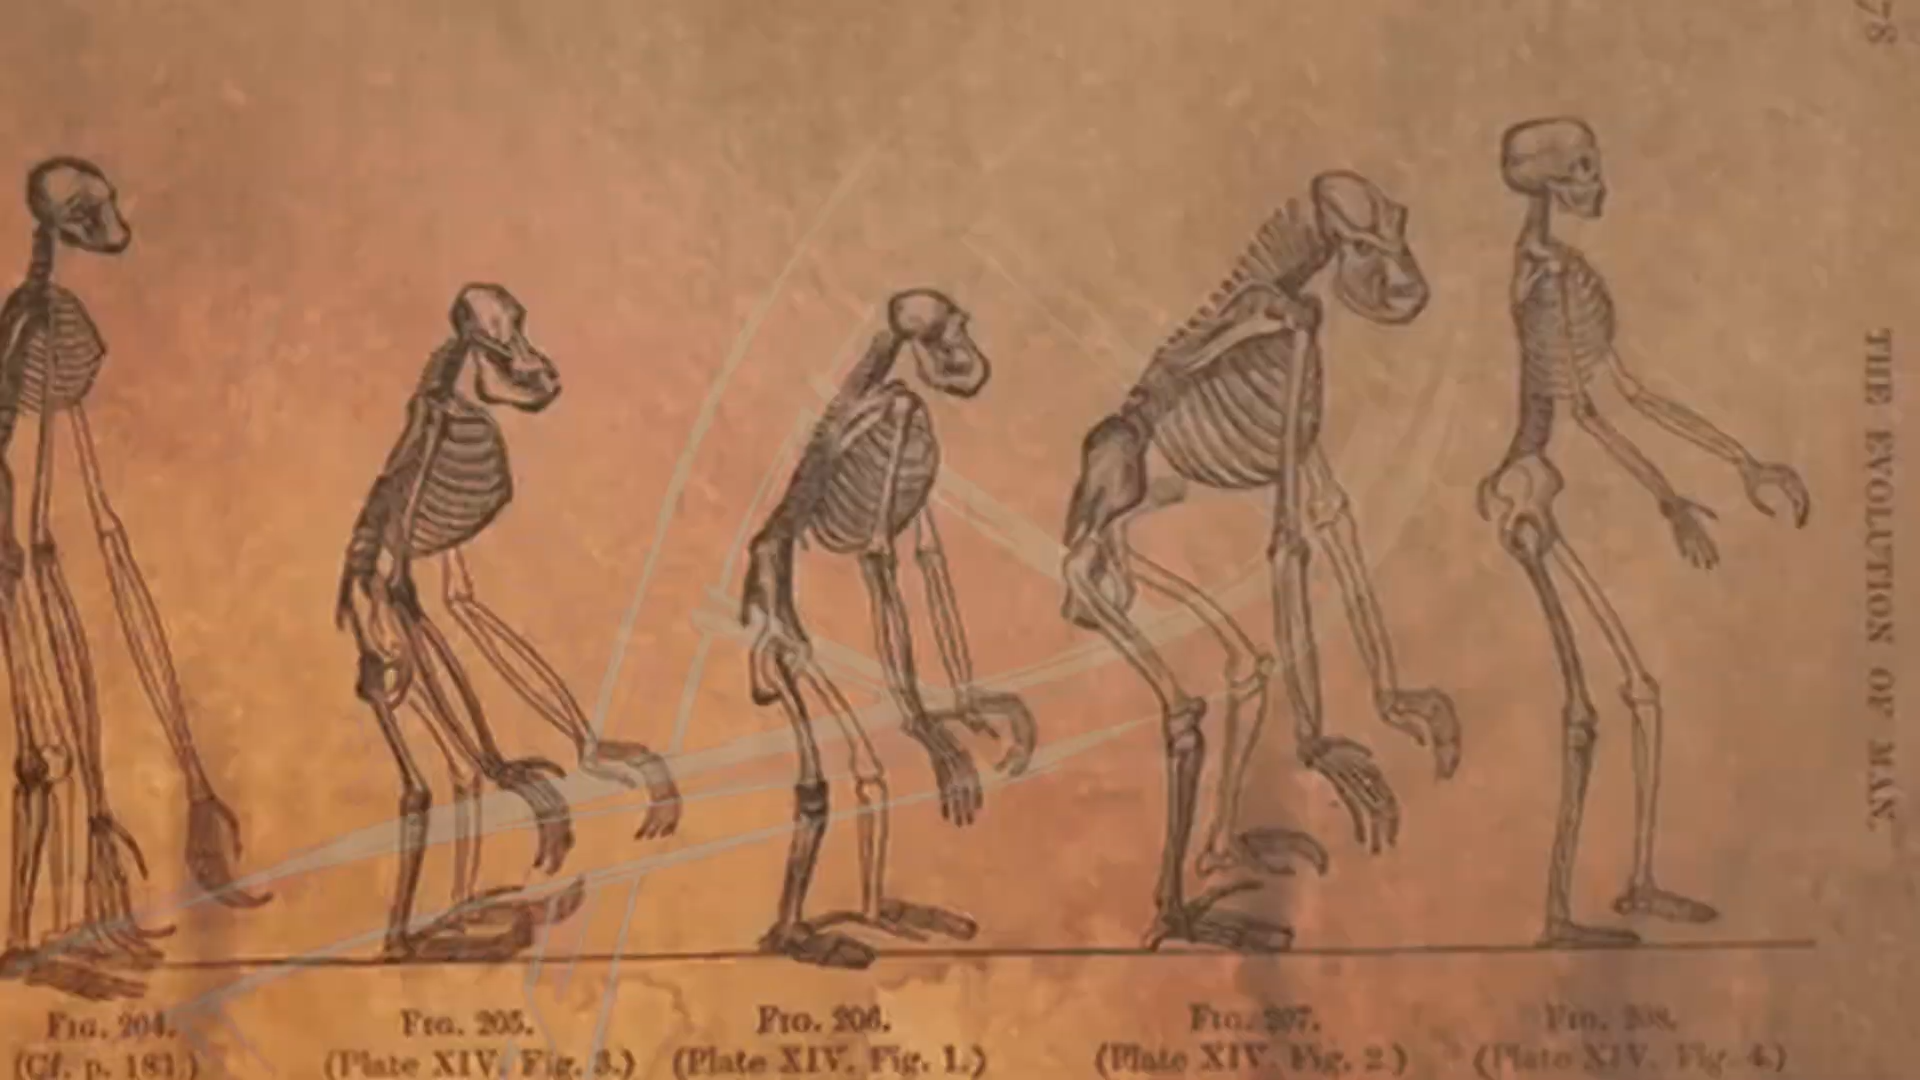 78
THE EVOLUTION OF MAN.
FIG. 204.
(Cf. p. 181.)
FIG. 205.
(Plate XIV. Fig. 3.)
FIG. 206.
(Plate XIV. Fig. 1.)
FIG. 207.
(Plate XIV. Fig. 2.)
FIG. 208.
(Plate XIV. Fig. 4.)